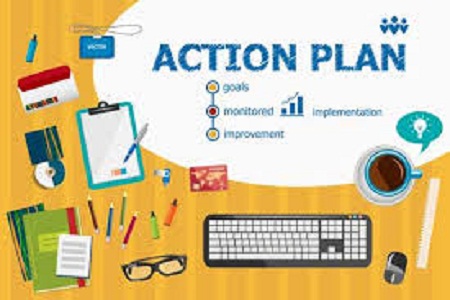 ACTION PLAN
goals
monitored
implementation
improvement